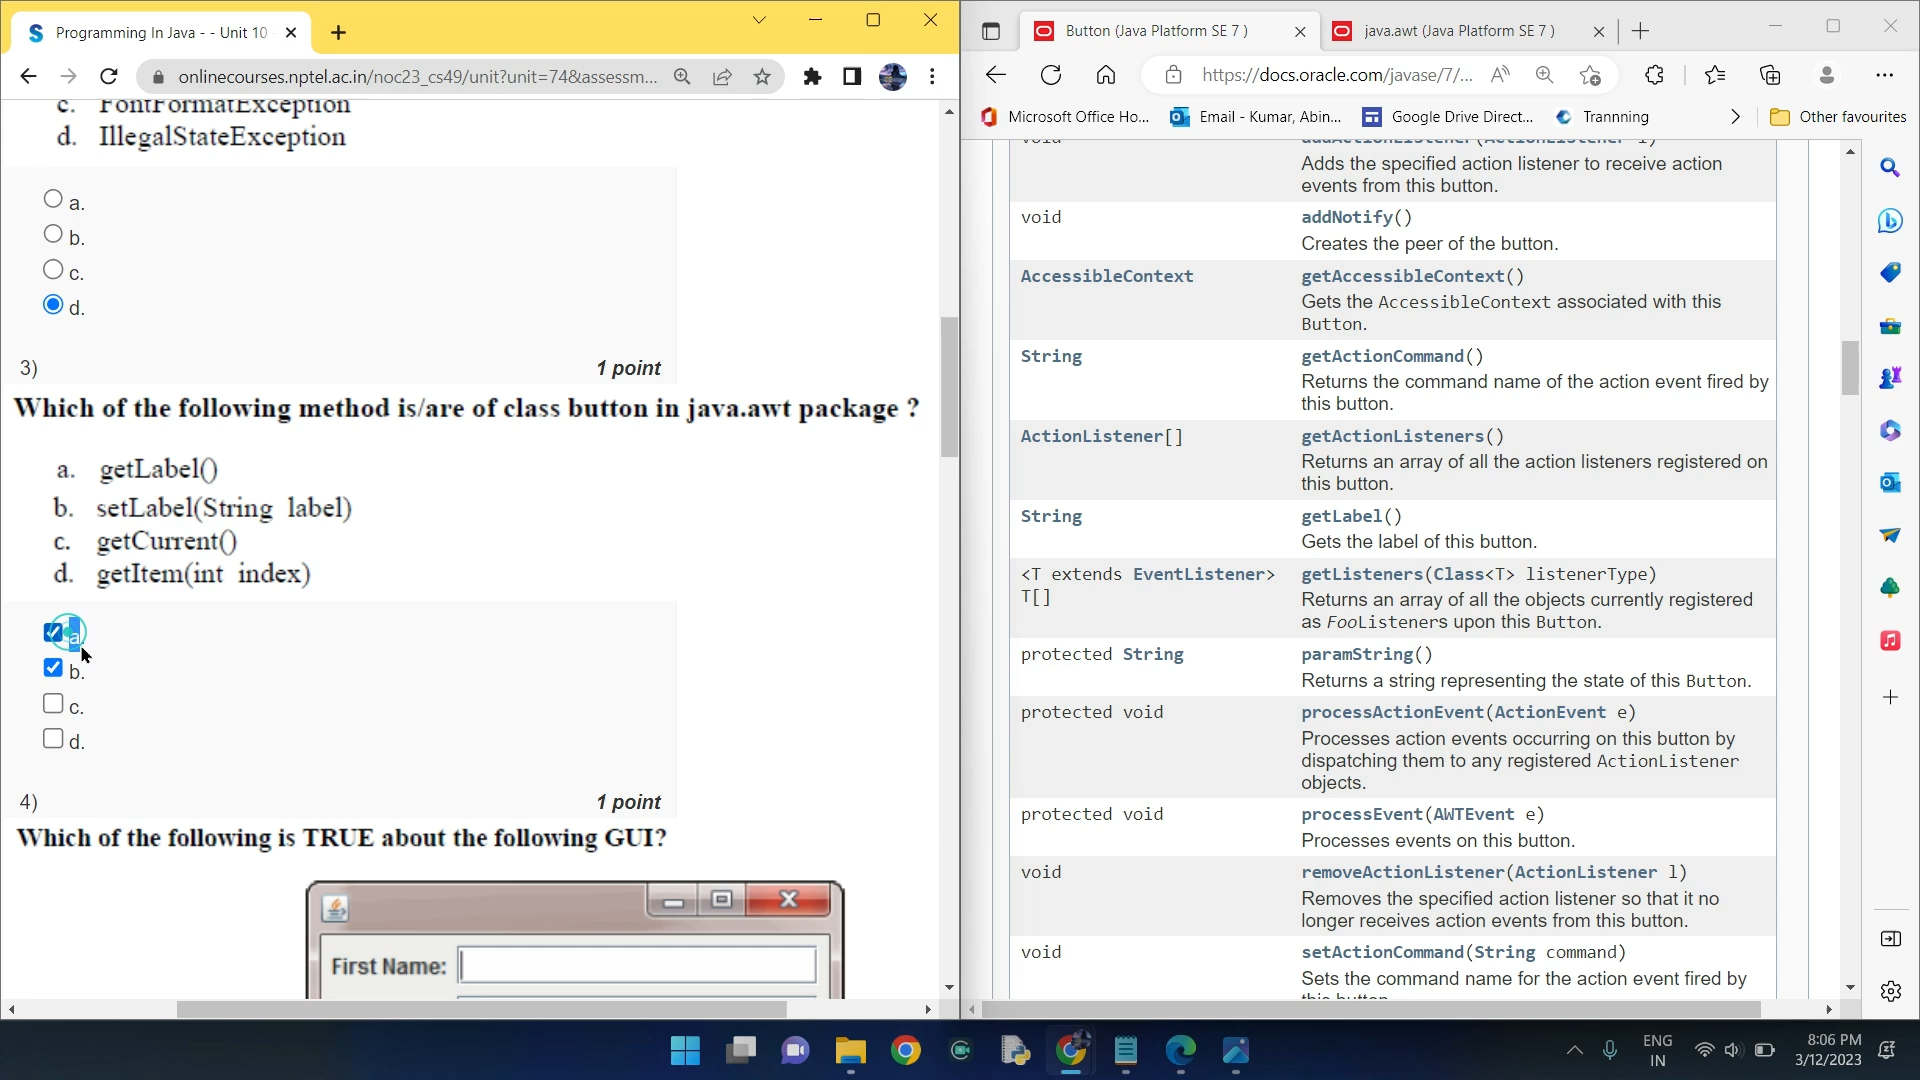 Programming In Java - - Unit 10
onlinecourses.nptel.ac.in/noc23_cs49/unit?unit=74&assessm...
c. FontFormatException
d. IllegalStateException
a.
b.
c.
d.
3)
1 point
Which of the following method is/are of class button in java.awt package ?
a. getLabel()
b. setLabel(String label)
c. getCurrent()
d. getItem(int index)
a.
b.
c.
d.
4)
1 point
Which of the following is TRUE about the following GUI?
First Name:
Button (Java Platform SE 7 )
java.awt (Java Platform SE 7 )
https://docs.oracle.com/javase/7/...
Microsoft Office Ho...
Email - Kumar, Abin...
Google Drive Direct...
Trannning
Other favourites
void addActionListener(ActionListener l)
Adds the specified action listener to receive action
events from this button.
void addNotify()
Creates the peer of the button.
AccessibleContext getAccessibleContext()
Gets the AccessibleContext associated with this
Button.
String getActionCommand()
Returns the command name of the action event fired by
this button.
ActionListener[] getActionListeners()
Returns an array of all the action listeners registered on
this button.
String getLabel()
Gets the label of this button.
<T extends EventListener> getListeners(Class<T> listenerType)
T[] Returns an array of all the objects currently registered
as FooListeners upon this Button.
protected String paramString()
Returns a string representing the state of this Button.
protected void processActionEvent(ActionEvent e)
Processes action events occurring on this button by
dispatching them to any registered ActionListener
objects.
protected void processEvent(AWTEvent e)
Processes events on this button.
void removeActionListener(ActionListener l)
Removes the specified action listener so that it no
longer receives action events from this button.
void setActionCommand(String command)
Sets the command name for the action event fired by
this button.
ENG
IN
8:06 PM
3/12/2023